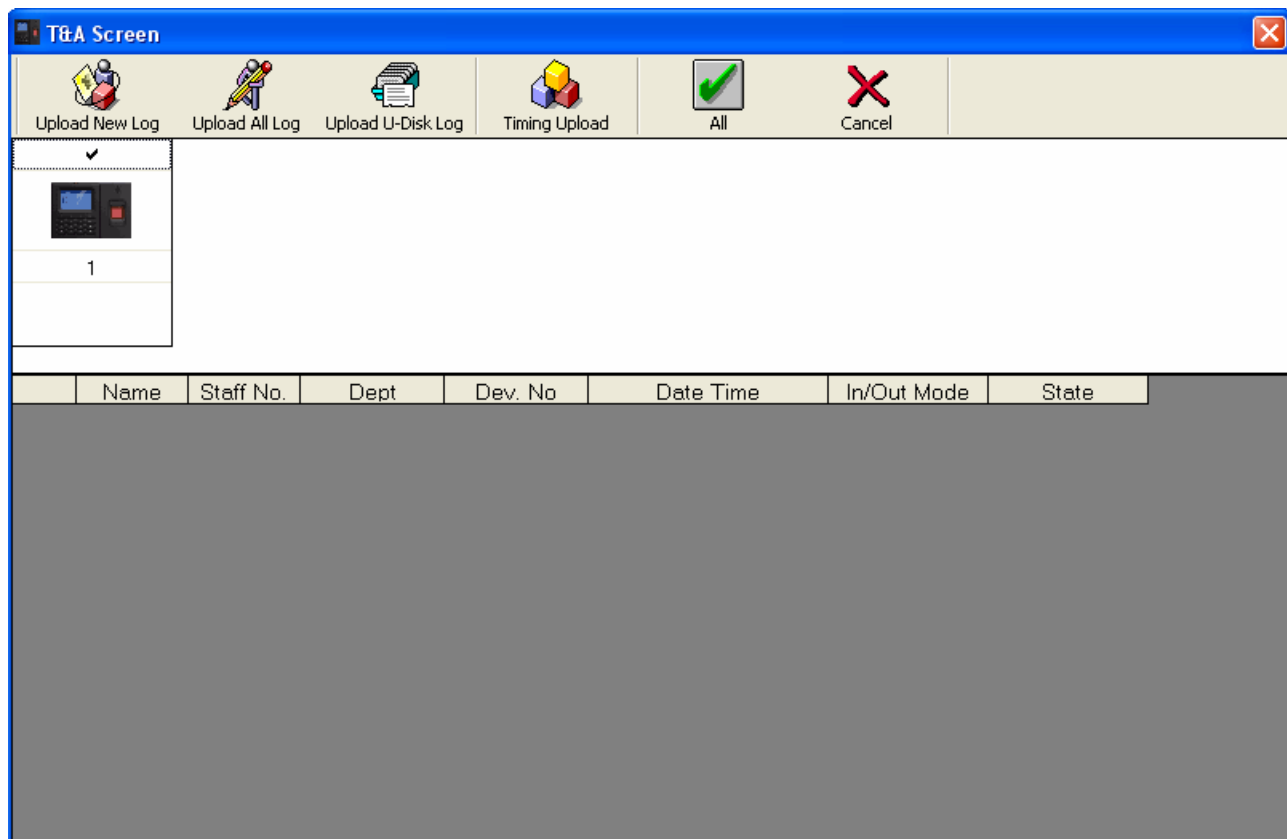 T&A Screen
Upload New Log Upload All Log Upload U-Disk Log Timing Upload All Cancel
1
Name Staff No. Dept Dev. No Date Time In/Out Mode State